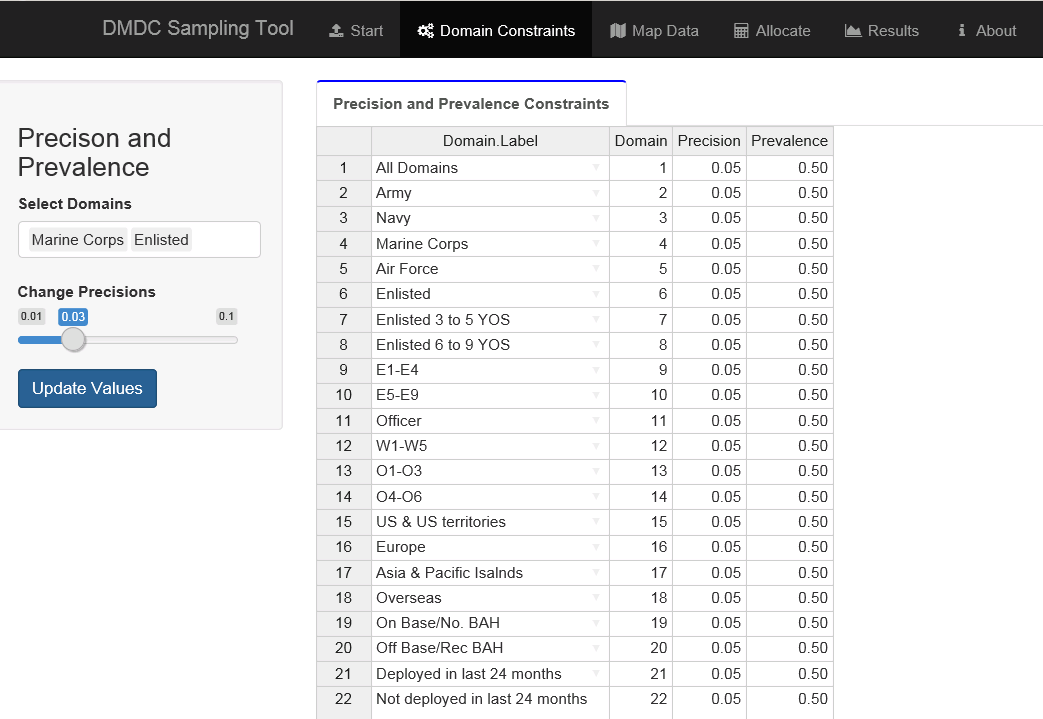 DMDC Sampling Tool Start Domain Constraints Map Data Allocate Results About
Precison and
Prevalence
Select Domains
Marine Corps Enlisted
Change Precisions
0.01 0.03 0.1
Update Values
Precision and Prevalence Constraints
Domain.Label Domain Precision Prevalence
1 All Domains 1 0.05 0.50
2 Army 2 0.05 0.50
3 Navy 3 0.05 0.50
4 Marine Corps 4 0.05 0.50
5 Air Force 5 0.05 0.50
6 Enlisted 6 0.05 0.50
7 Enlisted 3 to 5 YOS 7 0.05 0.50
8 Enlisted 6 to 9 YOS 8 0.05 0.50
9 E1-E4 9 0.05 0.50
10 E5-E9 10 0.05 0.50
11 Officer 11 0.05 0.50
12 W1-W5 12 0.05 0.50
13 O1-O3 13 0.05 0.50
14 O4-O6 14 0.05 0.50
15 US & US territories 15 0.05 0.50
16 Europe 16 0.05 0.50
17 Asia & Pacific Isalnds 17 0.05 0.50
18 Overseas 18 0.05 0.50
19 On Base/No. BAH 19 0.05 0.50
20 Off Base/Rec BAH 20 0.05 0.50
21 Deployed in last 24 months 21 0.05 0.50
22 Not deployed in last 24 months 22 0.05 0.50